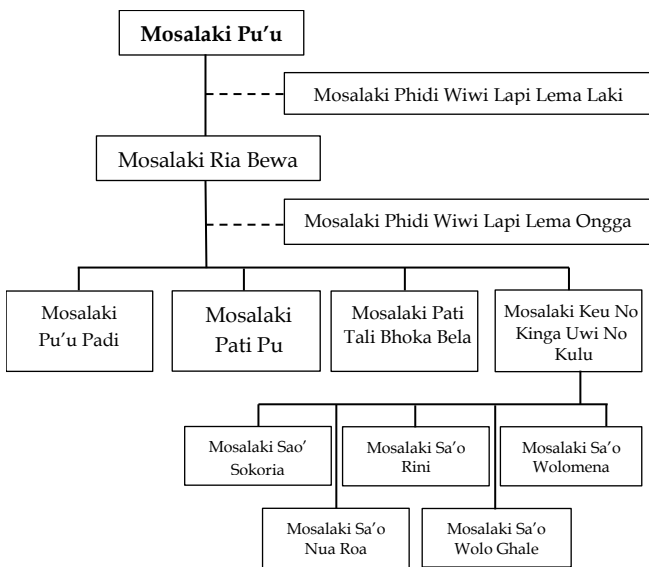 Mosalaki Pu’u
Mosalaki Phidi Wiwi Lapi Lema Laki
Mosalaki Ria Bewa
Mosalaki Phidi Wiwi Lapi Lema Ongga
Mosalaki
Pu’u Padi
Mosalaki
Pati Pu
Mosalaki Pati
Tali Bhoka Bela
Mosalaki Keu No
Kinga Uwi No
Kulu
Mosalaki Sao’
Sokoria
Mosalaki Sa’o
Rini
Mosalaki Sa’o
Wolomena
Mosalaki Sa’o
Nua Roa
Mosalaki Sa’o
Wolo Ghale